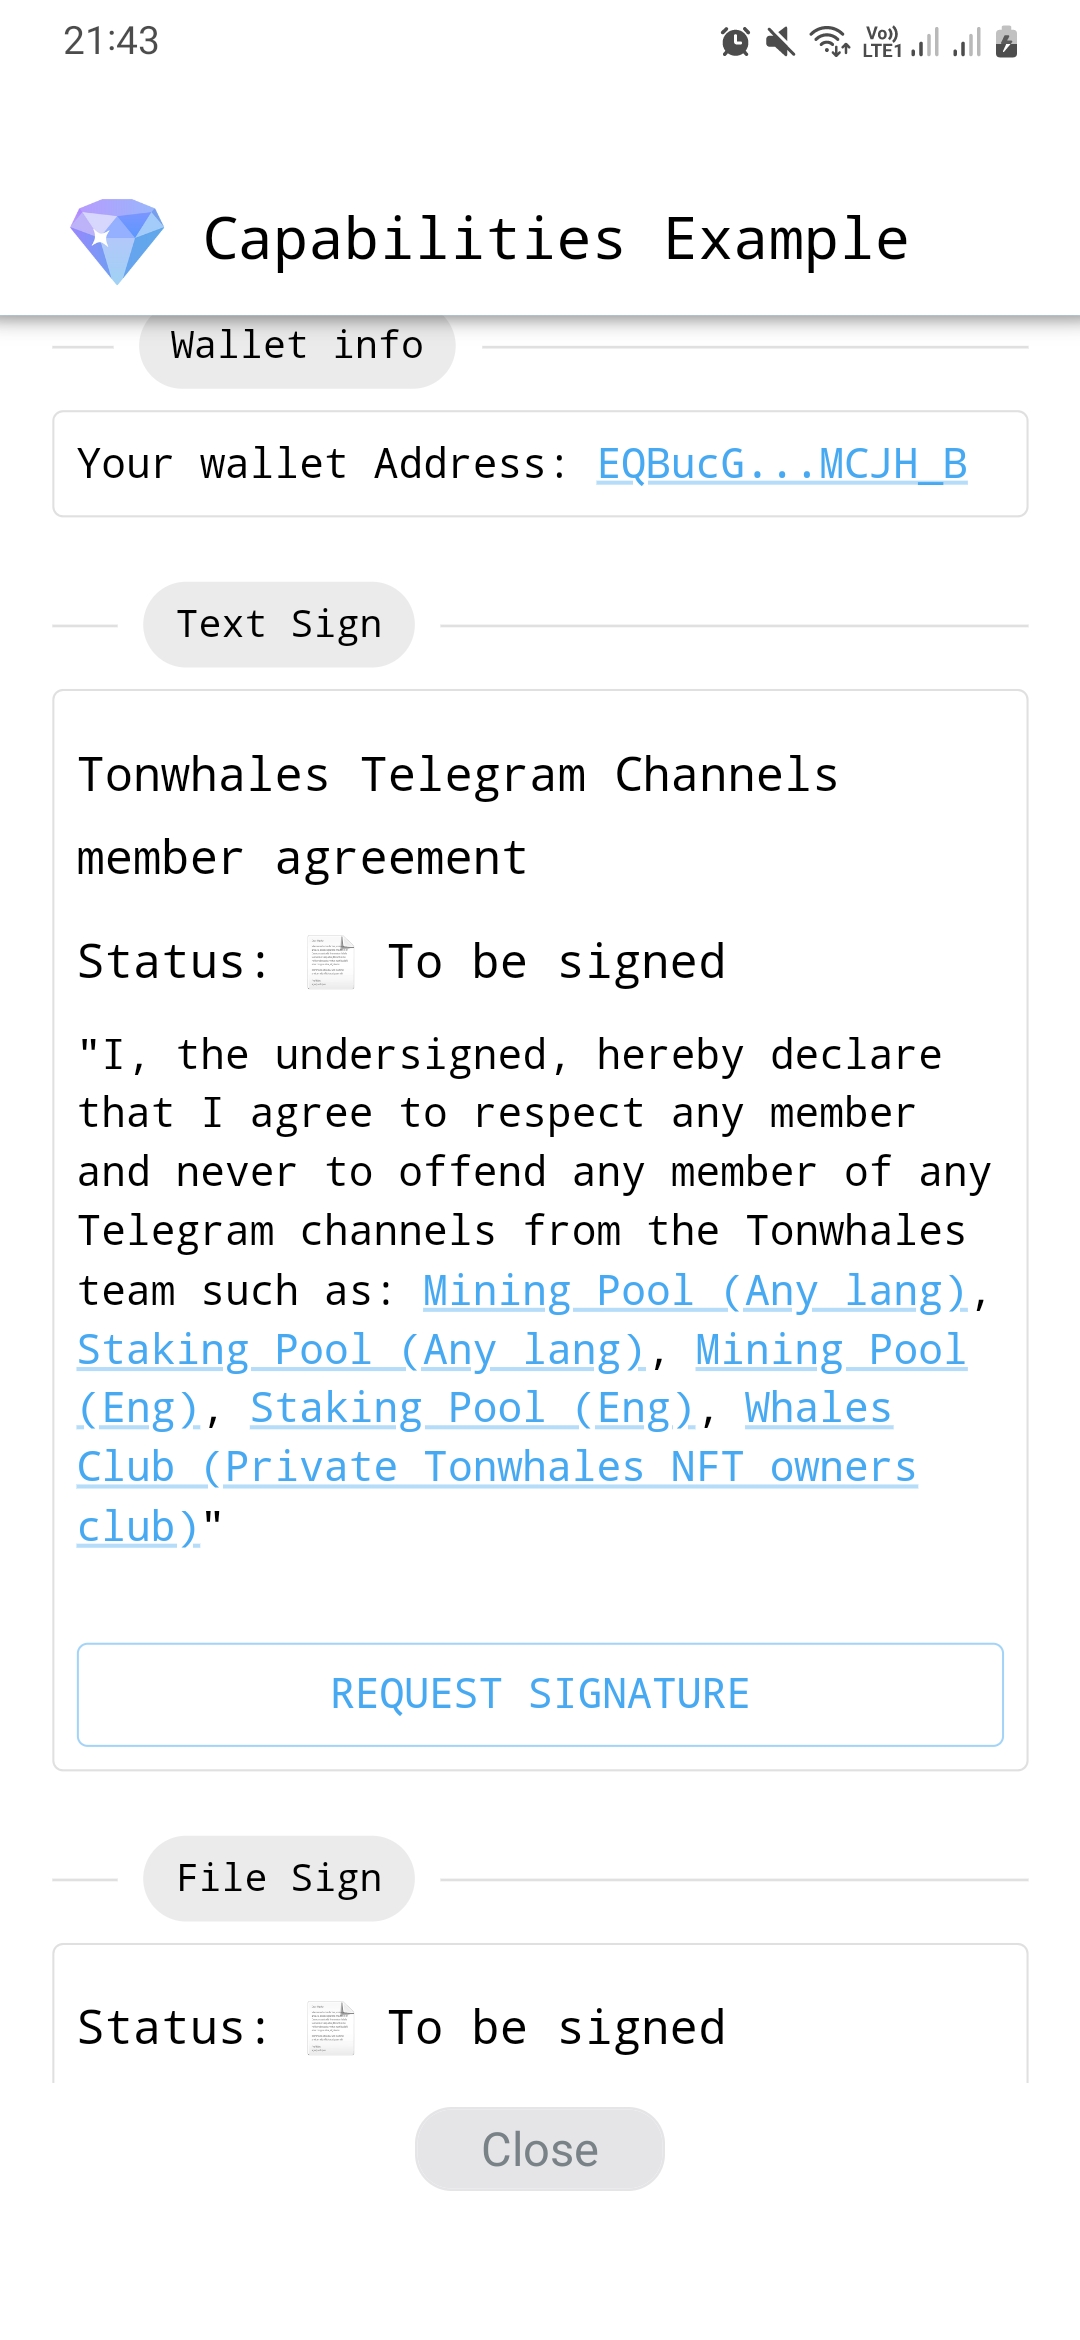 21:43
Vo))
LTE1
Capabilities Example
Wallet info
Your wallet Address: EQBucG...MCJH_B
Text Sign
Tonwhales Telegram Channels
member agreement
Status: To be signed
"I, the undersigned, hereby declare
that I agree to respect any member
and never to offend any member of any
Telegram channels from the Tonwhales
team such as: Mining Pool (Any lang),
Staking Pool (Any lang), Mining Pool
(Eng), Staking Pool (Eng), Whales
Club (Private Tonwhales NFT owners
club)"
REQUEST SIGNATURE
File Sign
Status: To be signed
Close